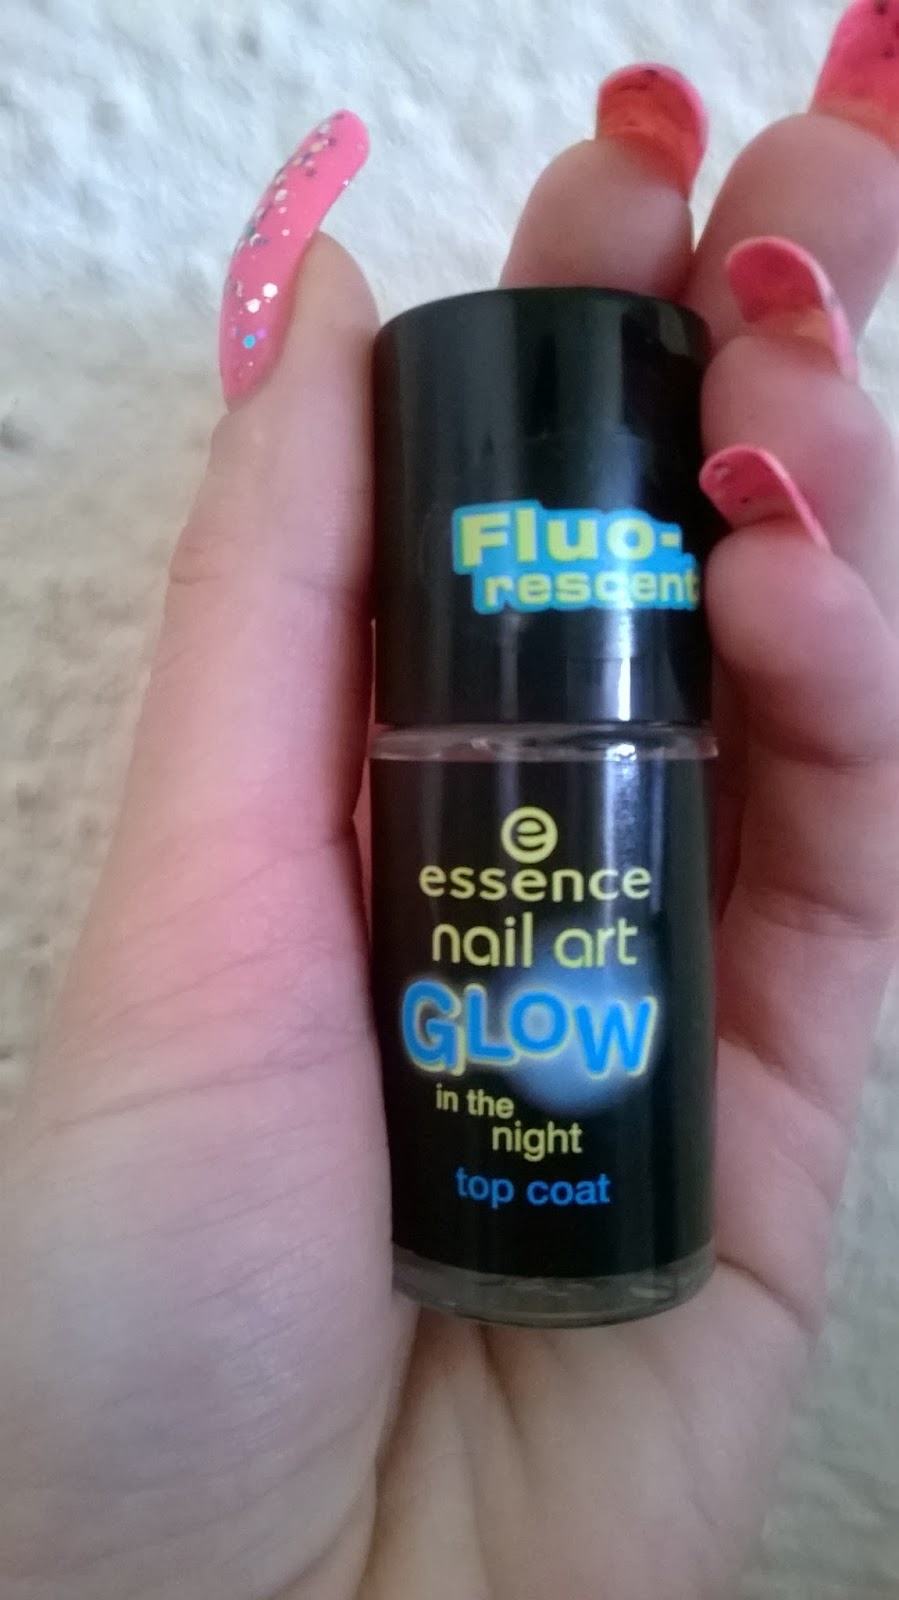 Fluo-
rescent
e
essence
nail art
GLOW
in the
night
top coat